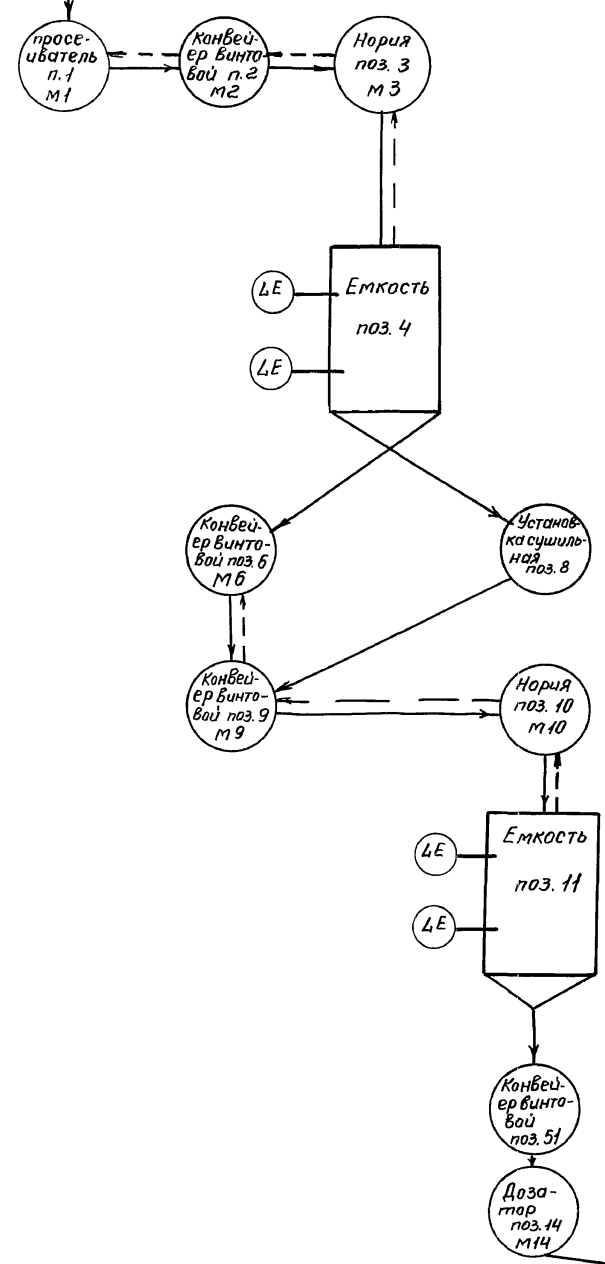 просе-
иватель
п.1
М1
Конвей-
ер винто-
вой п.2
М2
Нория
поз. 3
М3
LE
Емкость
поз. 4
LE
Конвей-
ер винто-
вой поз.6
М6
Установ-
ка сушиль-
ная
поз. 8
Конвей-
ер винто-
вой поз.9
М9
Нория
поз. 10
М10
Емкость
LE
поз. 11
LE
Конвей-
ер винто-
вой
поз. 51
Доза-
тор
поз.14
М14